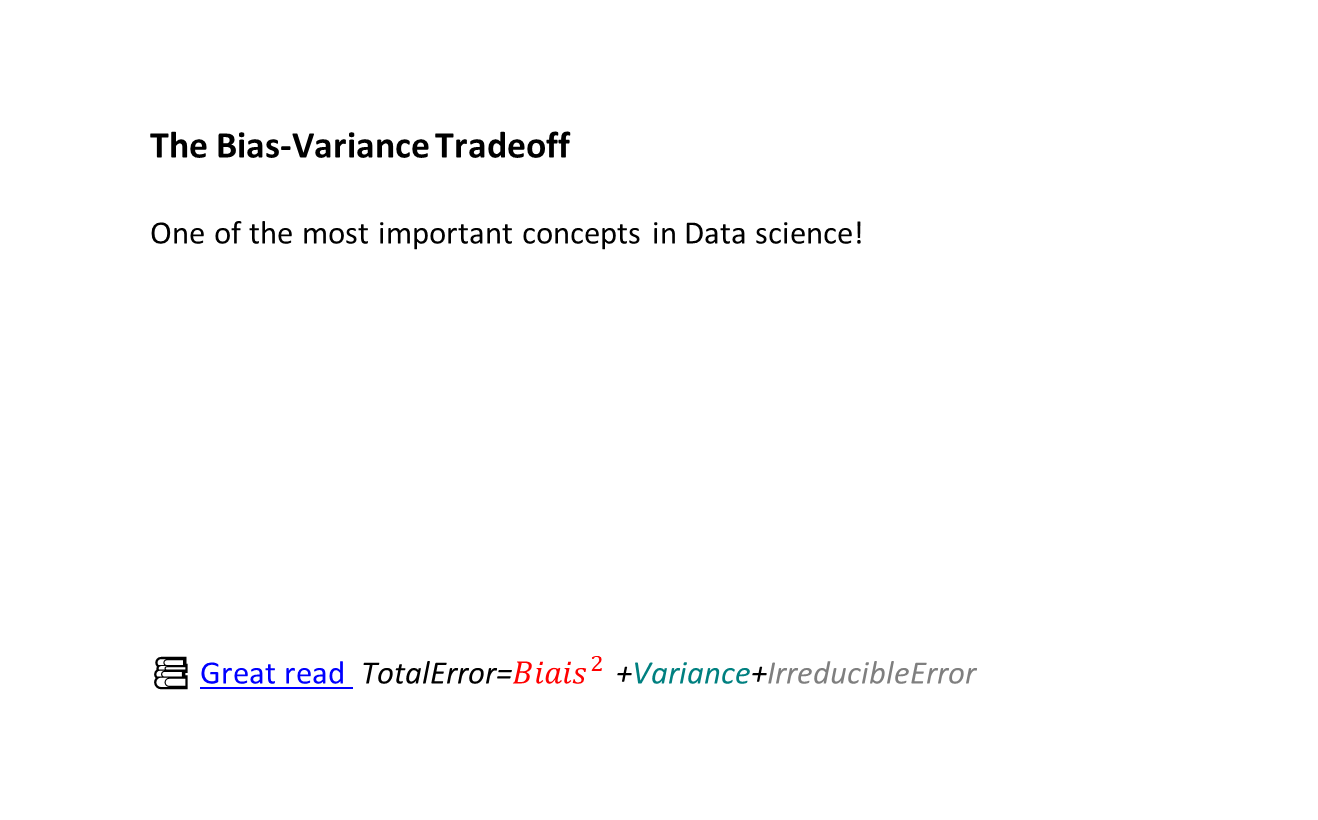 The Bias-Variance Tradeoff
One of the most important concepts in Data science!
📚 Great read TotalError=Biais² +Variance+IrreducibleError